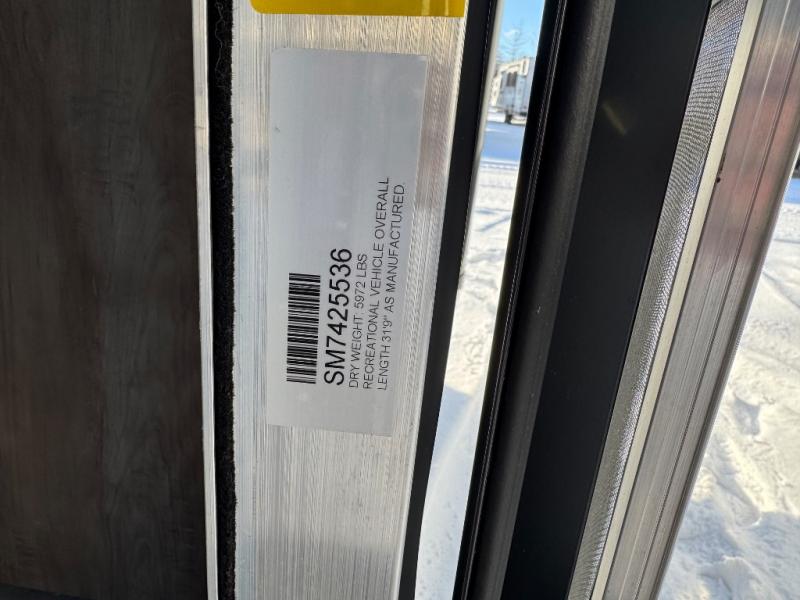 SM7425536
DRY WEIGHT: 5972 LBS
RECREATIONAL VEHICLE OVERALL
LENGTH 31'9" AS MANUFACTURED.